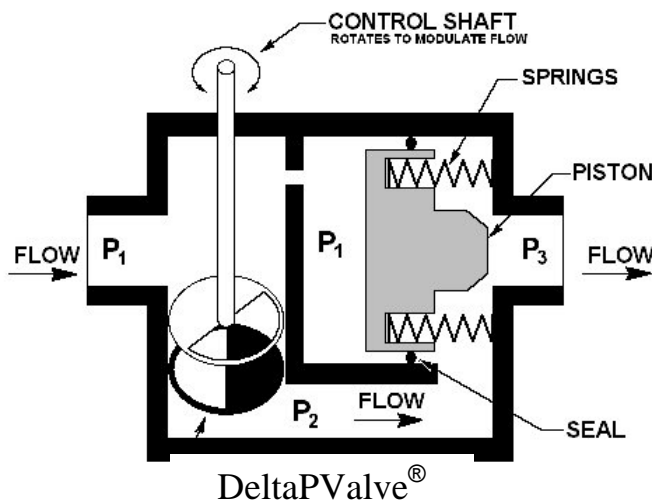 CONTROL SHAFT
ROTATES TO MODULATE FLOW
SPRINGS
PISTON
P1
P1
P3
FLOW
FLOW
P2
FLOW
SEAL
DeltaPValve®